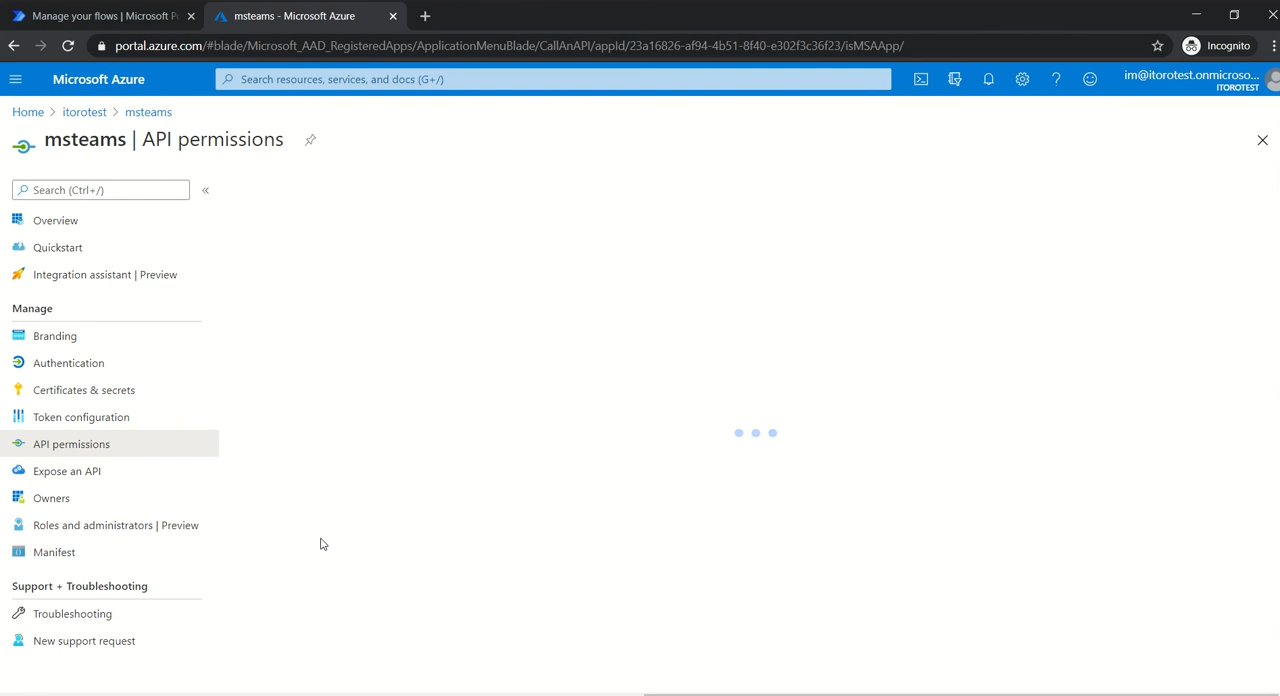 Manage your flows | Microsoft Po
msteams - Microsoft Azure
portal.azure.com/#blade/Microsoft_AAD_RegisteredApps/ApplicationMenuBlade/CallAnAPI/appId/23a16826-af94-4b51-8f40-e302f3c36f23/isMSAApp/
Incognito
Microsoft Azure
Search resources, services, and docs (G+/)
im@itorotest.onmicroso...
ITOROTEST
Home > itorotest > msteams
msteams | API permissions
Search (Ctrl+/)
Overview
Quickstart
Integration assistant | Preview
Manage
Branding
Authentication
Certificates & secrets
Token configuration
API permissions
Expose an API
Owners
Roles and administrators | Preview
Manifest
Support + Troubleshooting
Troubleshooting
New support request